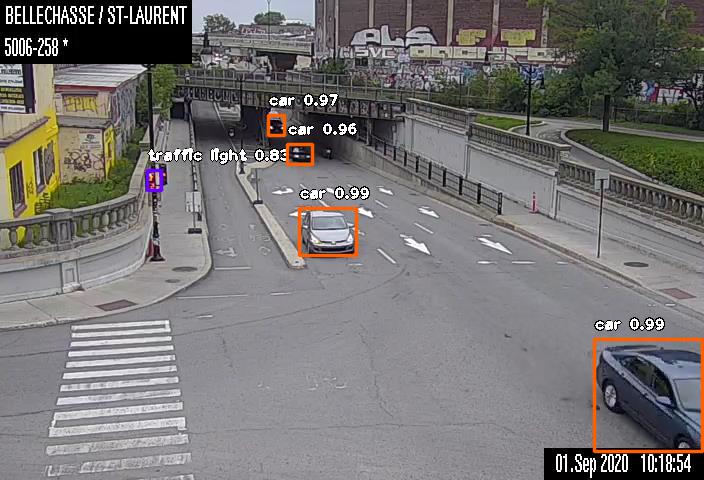 BELLECHASSE / ST-LAURENT
5006-258 *
car 0.97
car 0.96
traffic light 0.83
car 0.99
car 0.99
01.Sep 2020 10:18:54